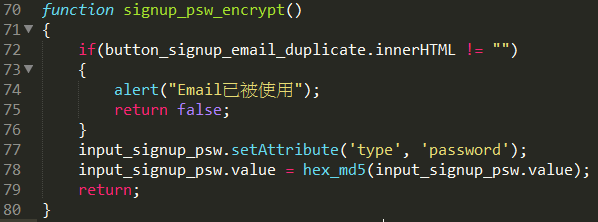 70 function signup_psw_encrypt()
71 {
72 if(button_signup_email_duplicate.innerHTML != "")
73 {
74 alert("Email已被使用");
75 return false;
76 }
77 input_signup_psw.setAttribute('type', 'password');
78 input_signup_psw.value = hex_md5(input_signup_psw.value);
79 return;
80 }